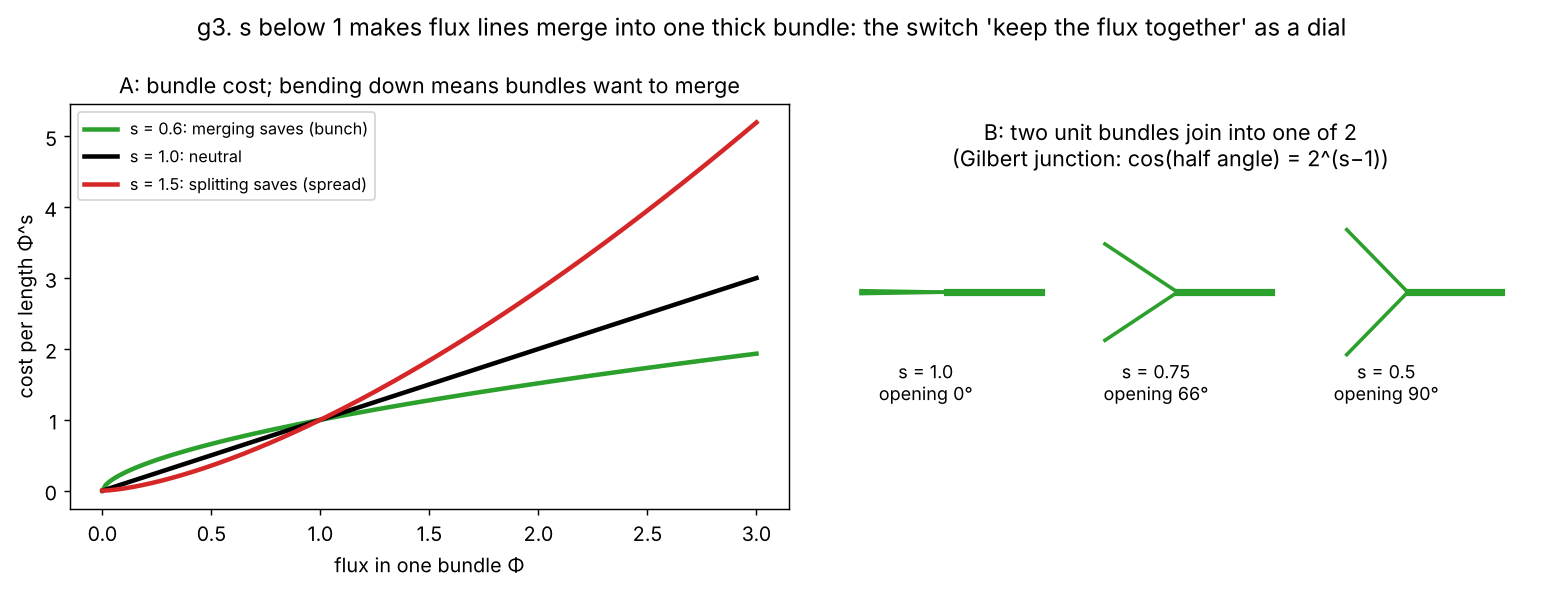 g3. s below 1 makes flux lines merge into one thick bundle: the switch 'keep the flux together' as a dial
A: bundle cost; bending down means bundles want to merge
s = 0.6: merging saves (bunch)
s = 1.0: neutral
s = 1.5: splitting saves (spread)
cost per length Φ^s
5
4
3
2
1
0
0.0
0.5
1.0
1.5
2.0
2.5
3.0
flux in one bundle Φ
B: two unit bundles join into one of 2
(Gilbert junction: cos(half angle) = 2^(s−1))
s = 1.0
opening 0°
s = 0.75
opening 66°
s = 0.5
opening 90°